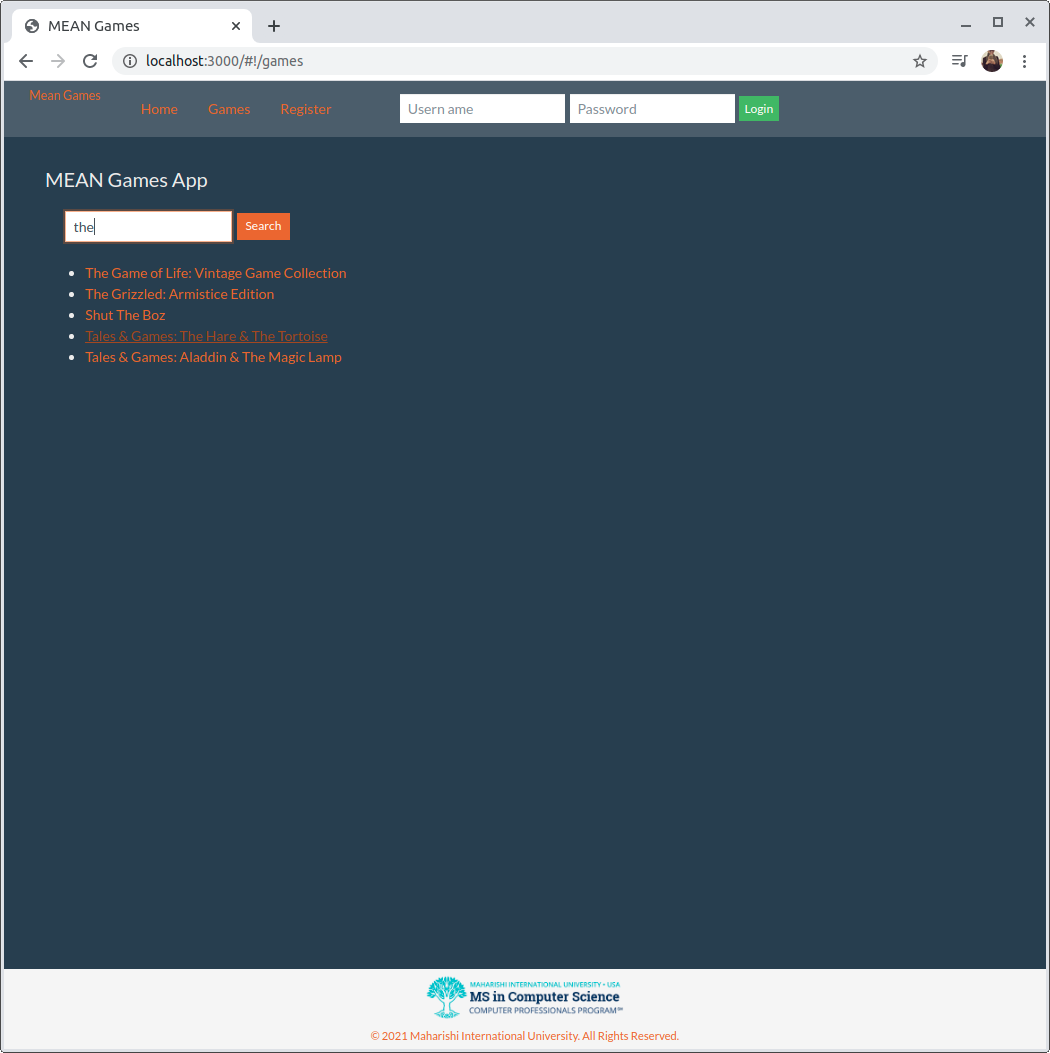 MEAN Games
localhost:3000/#!/games
Mean Games
Home Games Register Usern ame Password Login
MEAN Games App
the Search
The Game of Life: Vintage Game Collection
The Grizzled: Armistice Edition
Shut The Boz
Tales & Games: The Hare & The Tortoise
Tales & Games: Aladdin & The Magic Lamp
MAHARISHI INTERNATIONAL UNIVERSITY • USA
MS in Computer Science
COMPUTER PROFESSIONALS PROGRAM℠
© 2021 Maharishi International University. All Rights Reserved.